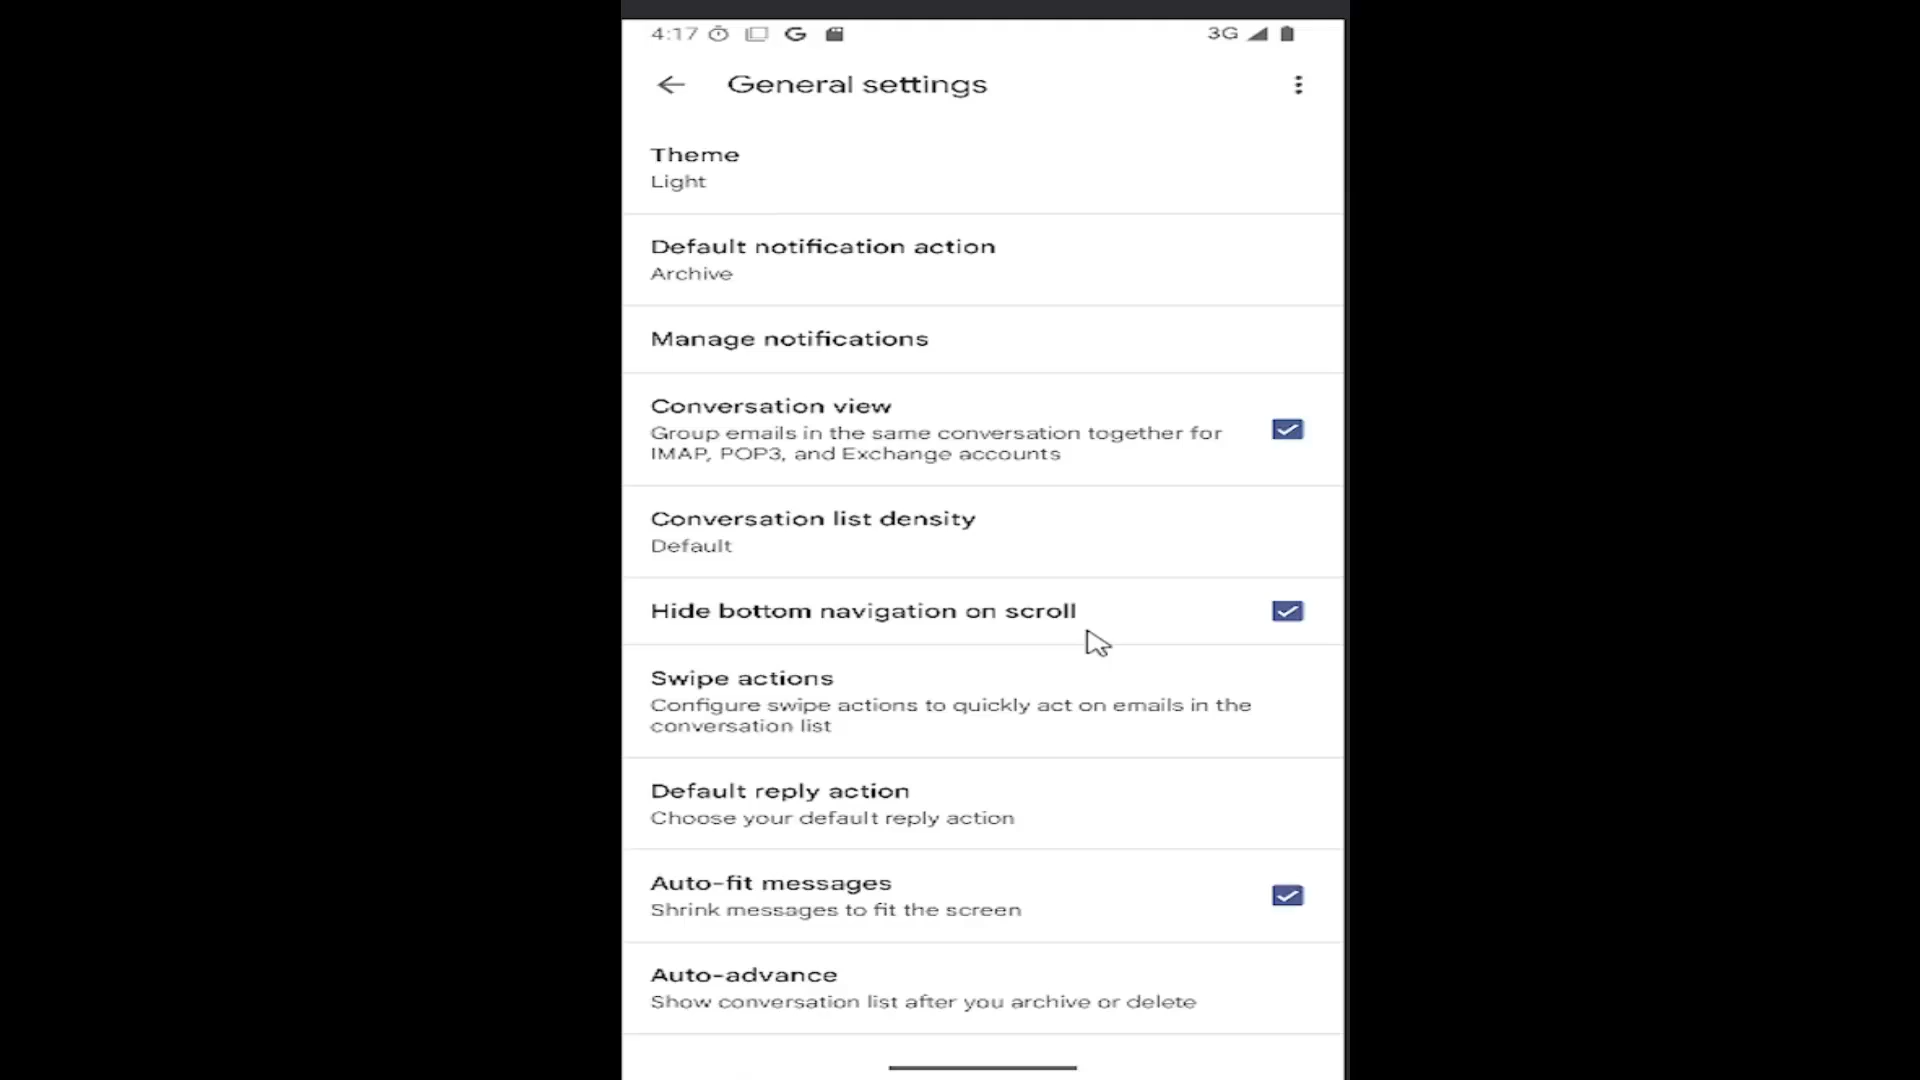 4:17
3G
General settings
Theme
Light
Default notification action
Archive
Manage notifications
Conversation view
Group emails in the same conversation together for
IMAP, POP3, and Exchange accounts
Conversation list density
Default
Hide bottom navigation on scroll
Swipe actions
Configure swipe actions to quickly act on emails in the
conversation list
Default reply action
Choose your default reply action
Auto-fit messages
Shrink messages to fit the screen
Auto-advance
Show conversation list after you archive or delete